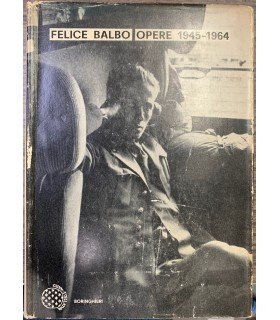 FELICE BALBO OPERE 1945-1964
BORINGHIERI